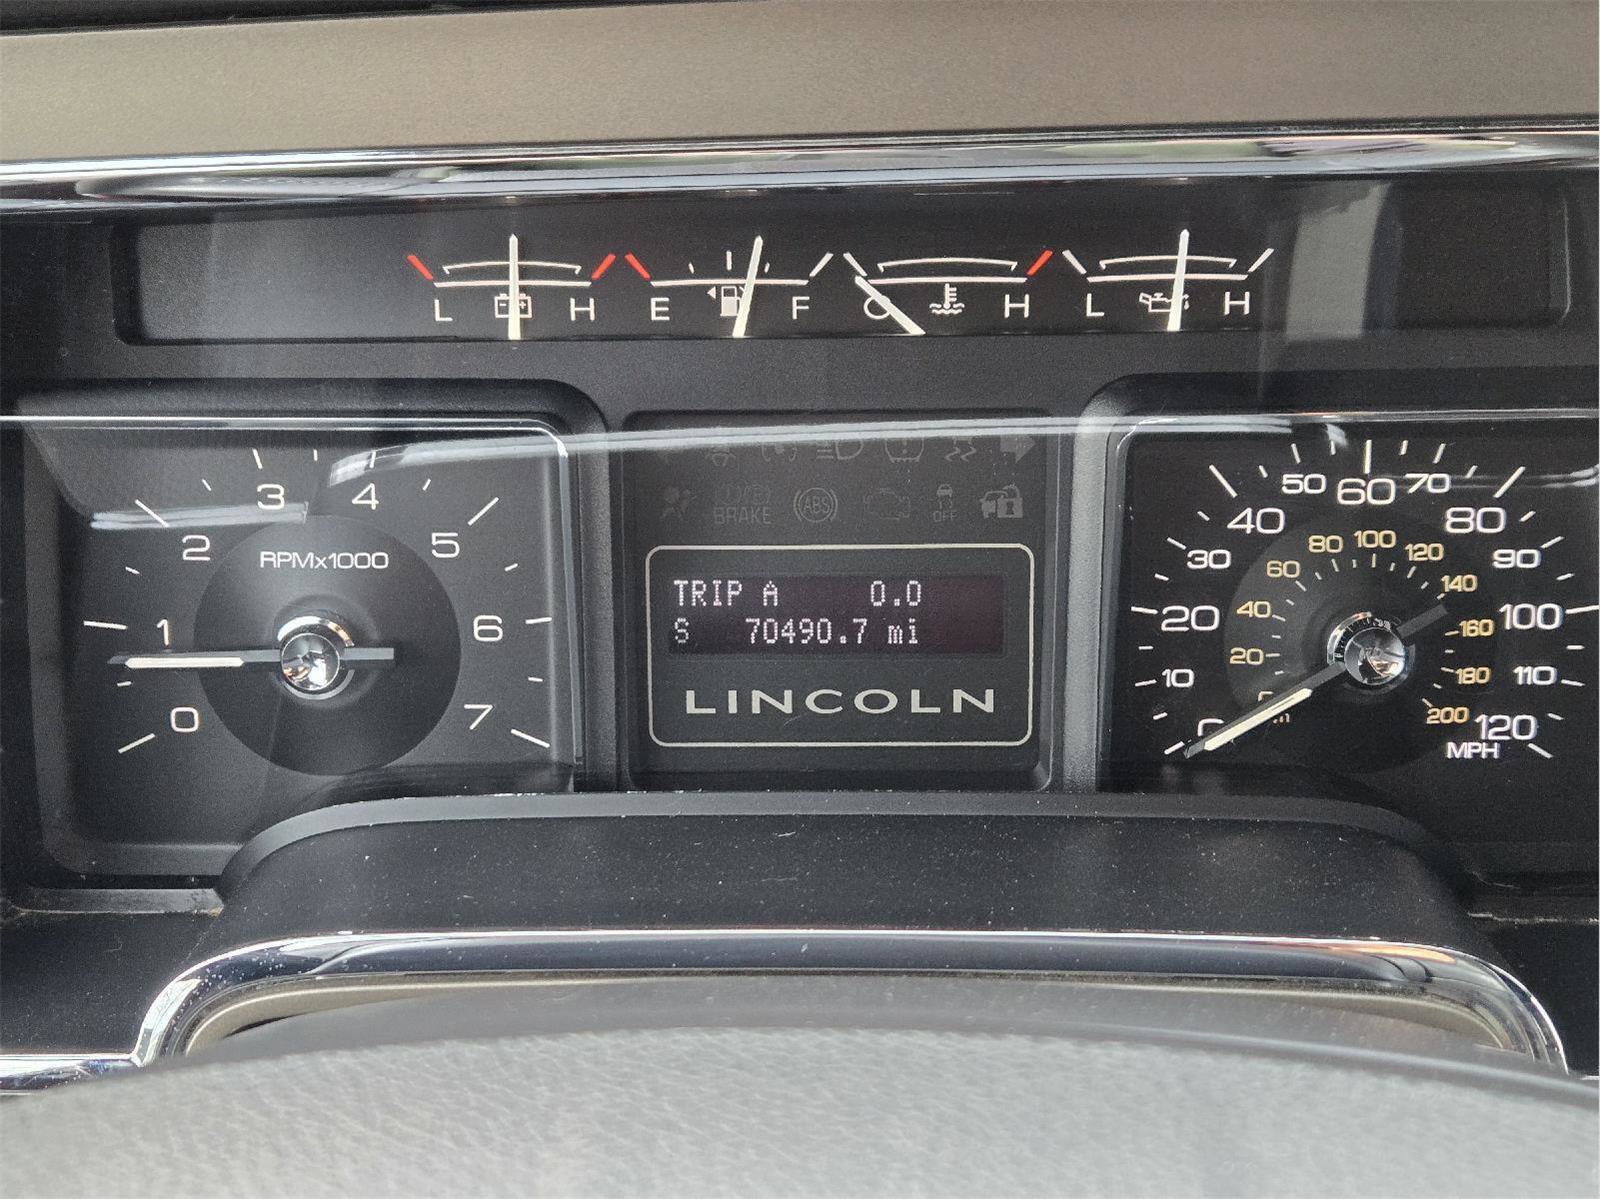 L H E F C H L H
3 4
2 5
RPMx1000
1 6
0 7
BRAKE ABS OFF
TRIP A 0.0
S 70490.7 mi
LINCOLN
0 10 20 30 40 50 60 70 80 90 100 110 120
MPH
20 40 60 80 100 120 140 160 180 200